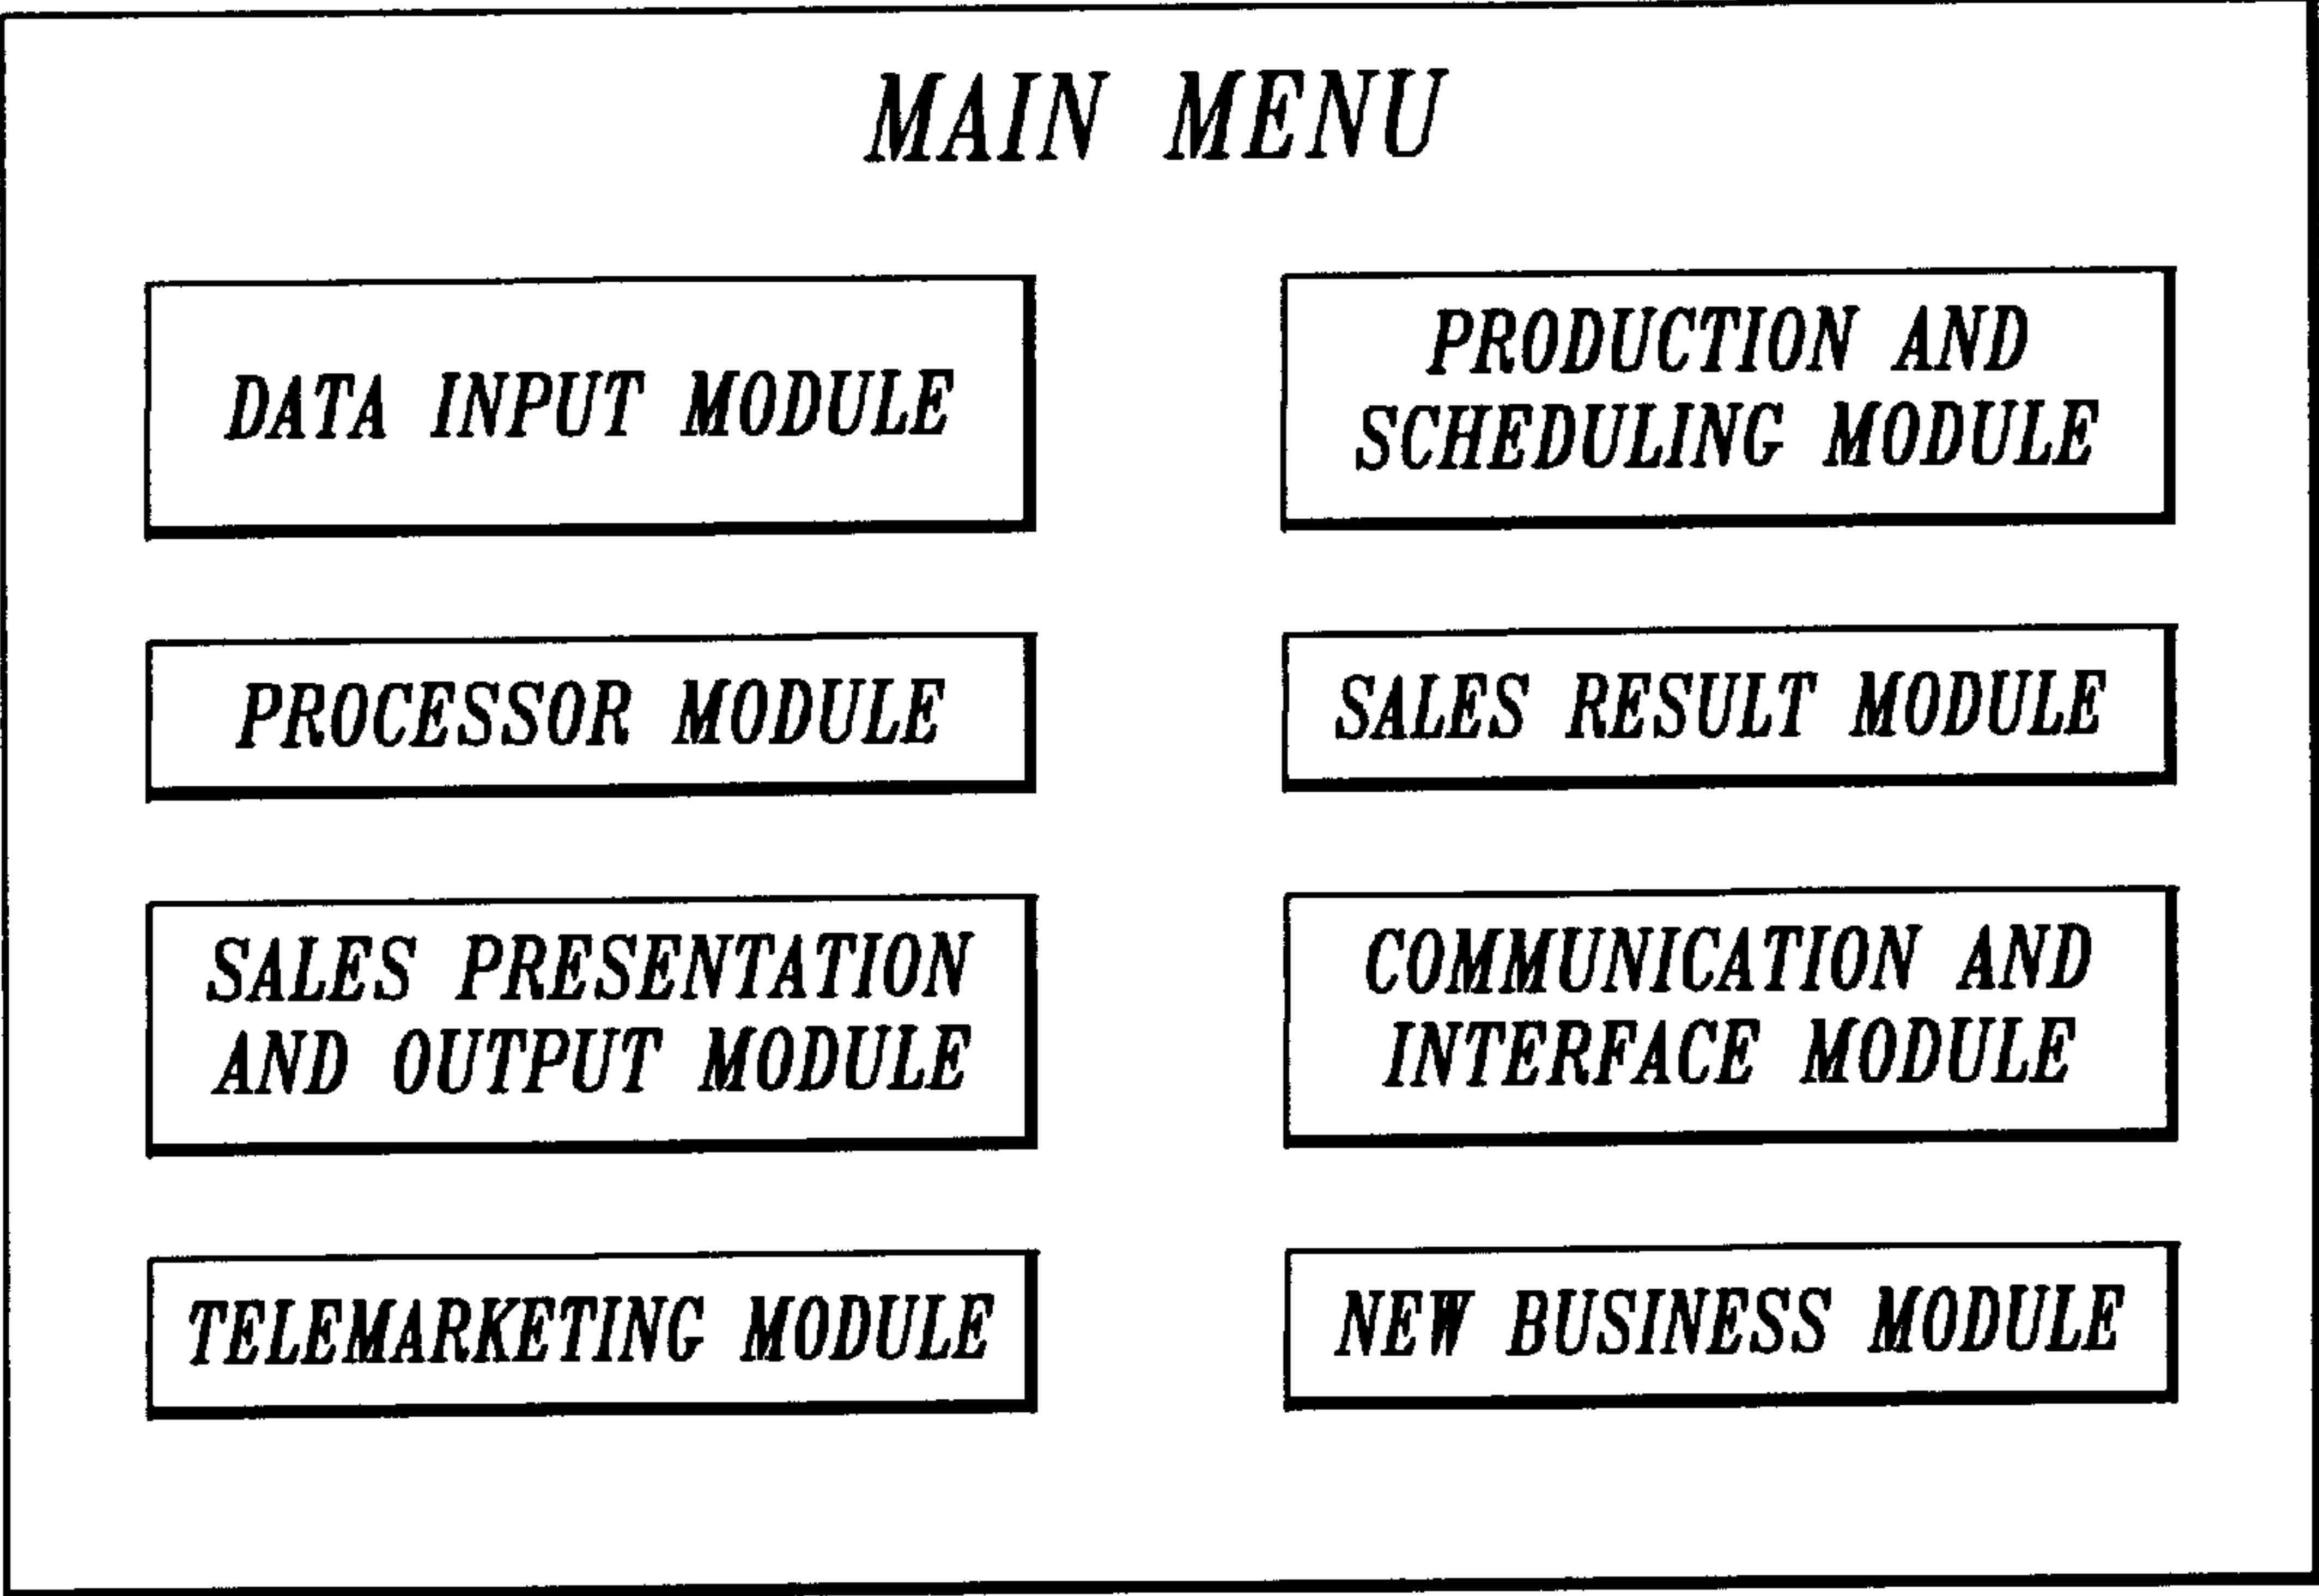 MAIN MENU
DATA INPUT MODULE
PRODUCTION AND
SCHEDULING MODULE
PROCESSOR MODULE
SALES RESULT MODULE
SALES PRESENTATION
AND OUTPUT MODULE
COMMUNICATION AND
INTERFACE MODULE
TELEMARKETING MODULE
NEW BUSINESS MODULE